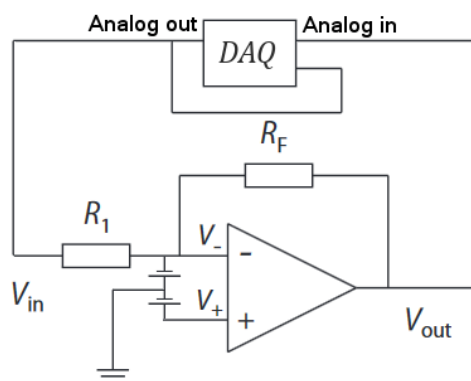 Analog out
Analog in
DAQ
R_F
R_1
V_-
-
V_in
V_+
+
V_out